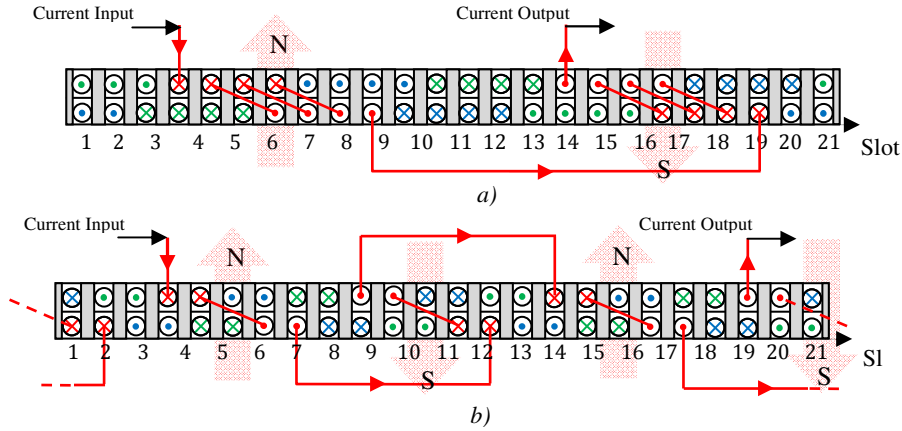 Current Input
Current Output
N
1 2 3 4 5 6 7 8 9 10 11 12 13 14 15 16 17 18 19 20 21
Slot
S
a)
Current Input
Current Output
N
N
1 2 3 4 5 6 7 8 9 10 11 12 13 14 15 16 17 18 19 20 21
Sl
S
S
b)